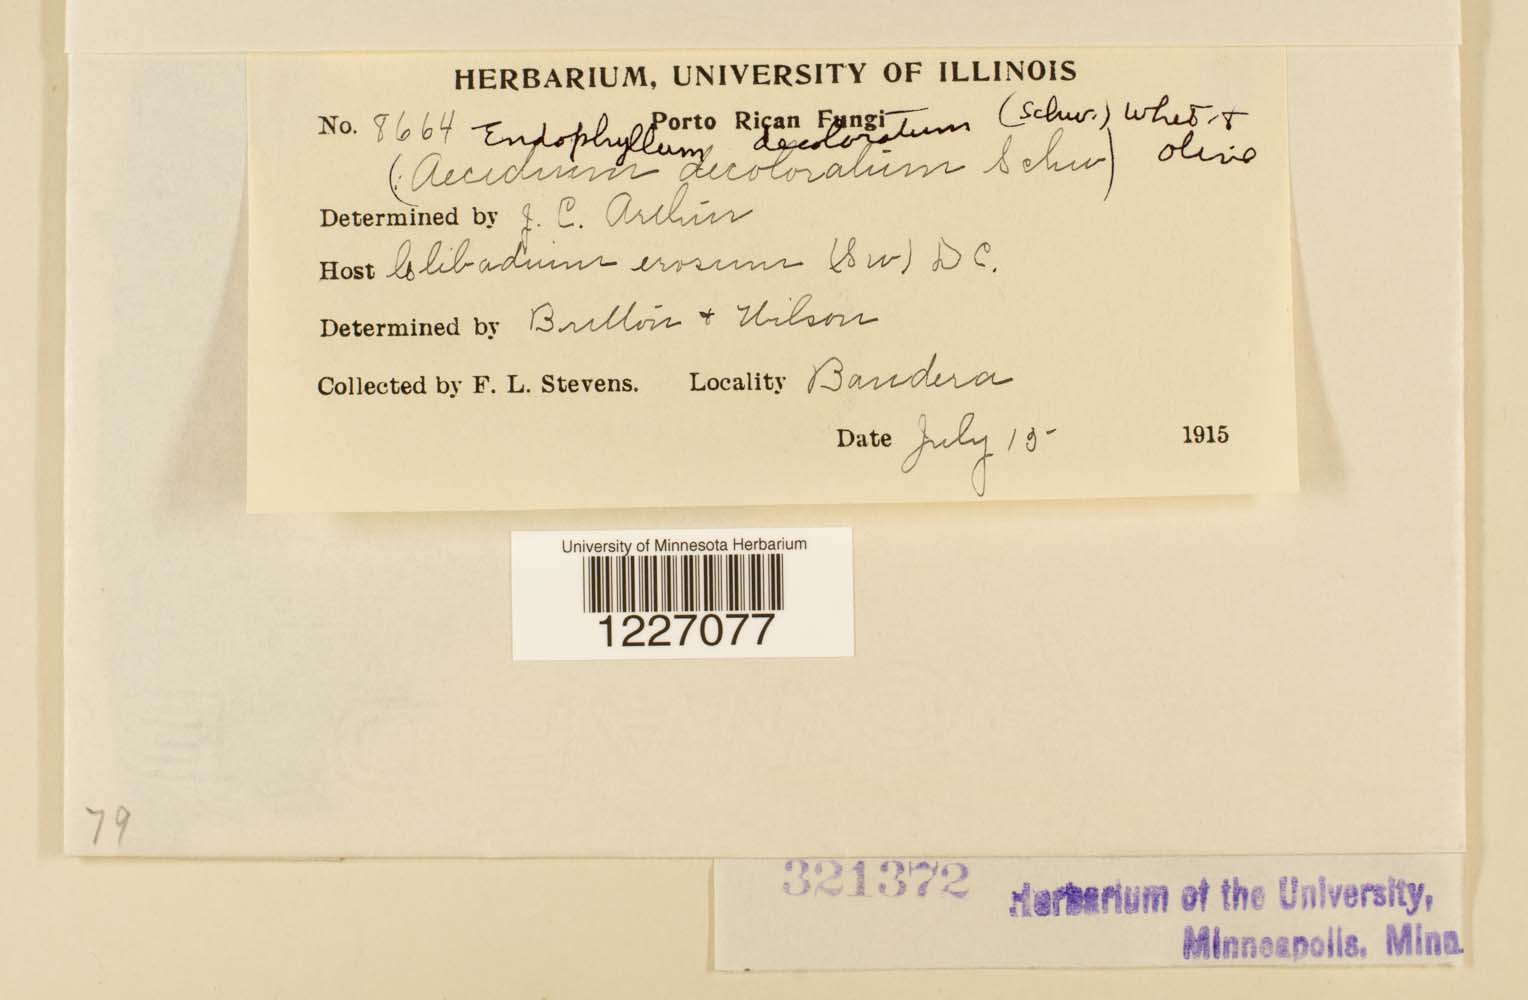 HERBARIUM, UNIVERSITY OF ILLINOIS
Porto Rican Fungi
No. 8664 Endophyllum decoloratum (Schw.) Whet. + Olive
(Aecidium decoloratum Schw)
Determined by J. C. Arthur
Host Clibadium erosum (Sw) DC.
Determined by Britton + Wilson
Collected by F. L. Stevens. Locality Bandera
Date July 15 1915
University of Minnesota Herbarium
1227077
79
321372
Herbarium of the University,
Minneapolis, Minn.